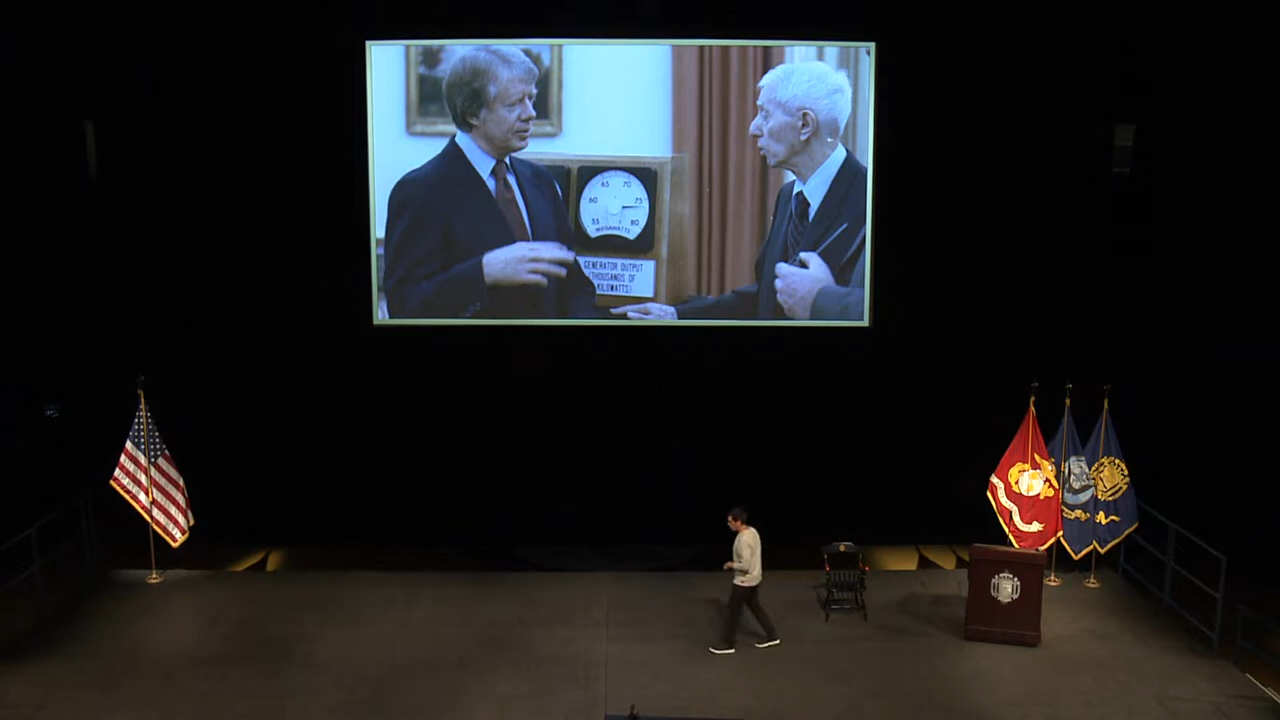 65 70
60 75
55 80
MEGAWATTS
GENERATOR OUTPUT
(THOUSANDS OF
KILOWATTS)